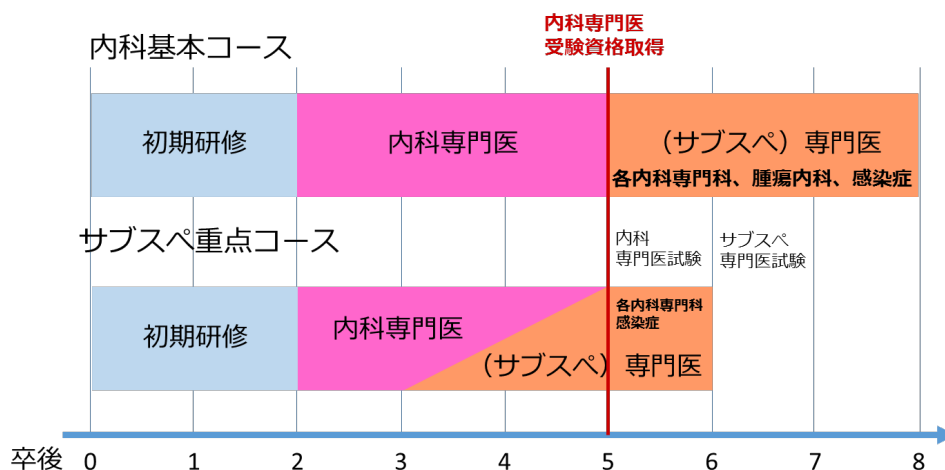 内科専門医
受験資格取得
内科基本コース
初期研修
内科専門医
（サブスペ）専門医
各内科専門科、腫瘍内科、感染症
サブスペ重点コース
内科
専門医試験
サブスペ
専門医試験
初期研修
内科専門医
（サブスペ）専門医
各内科専門科
感染症
卒後 0 1 2 3 4 5 6 7 8